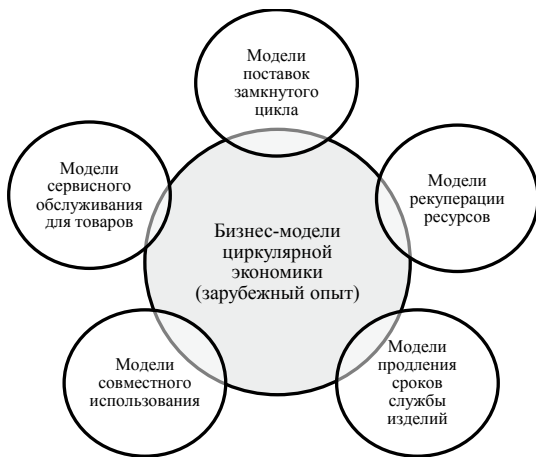 Модели
поставок
замкнутого
цикла
Модели
сервисного
обслуживания
для товаров
Модели
рекуперации
ресурсов
Бизнес-модели
циркулярной
экономики
(зарубежный опыт)
Модели
совместного
использования
Модели
продления
сроков
службы
изделий